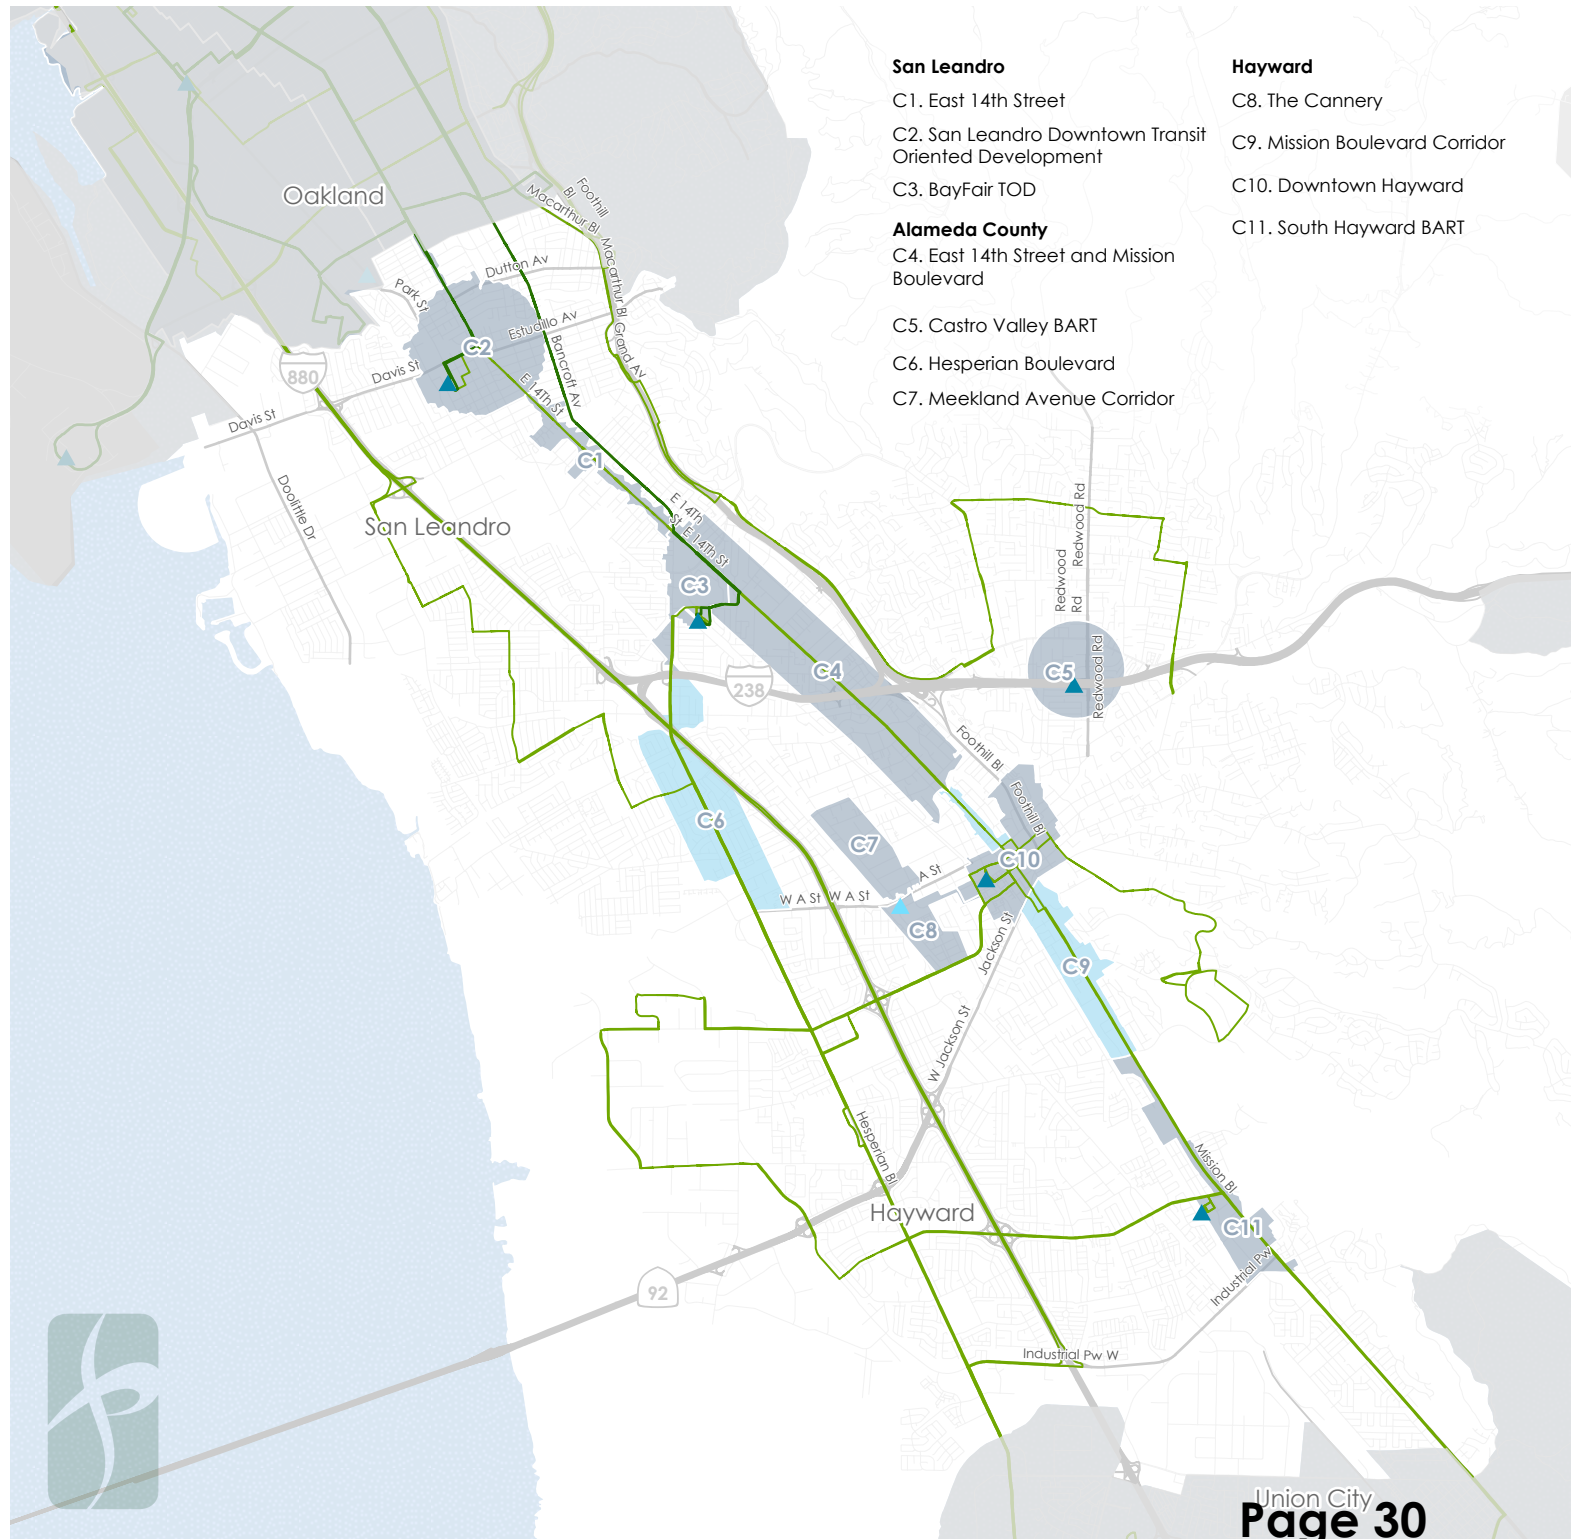 San Leandro
C1. East 14th Street
C2. San Leandro Downtown Transit
Oriented Development
C3. BayFair TOD
Alameda County
C4. East 14th Street and Mission
Boulevard
C5. Castro Valley BART
C6. Hesperian Boulevard
C7. Meekland Avenue Corridor
Hayward
C8. The Cannery
C9. Mission Boulevard Corridor
C10. Downtown Hayward
C11. South Hayward BART
Oakland
Foothill
Bl
Macarthur Bl
Macarthur Bl
Grand Av
Dutton Av
Park St
Estudillo Av
C2
Bancroft Av
880
Davis St
E 14Th St
Davis St
C1
Doolittle Dr
San Leandro
E 14Th
St
E 14Th St
C3
Redwood Rd
Redwood
Rd
Redwood Rd
C4
C5
238
Foothill Bl
Foothill Bl
C6
C7
C10
A St
W A St
W A St
C8
Jackson St
C9
W Jackson St
Hesperian Bl
Mission Bl
Hayward
C11
Industrial Pw
92
Industrial Pw W
Union City
Page 30